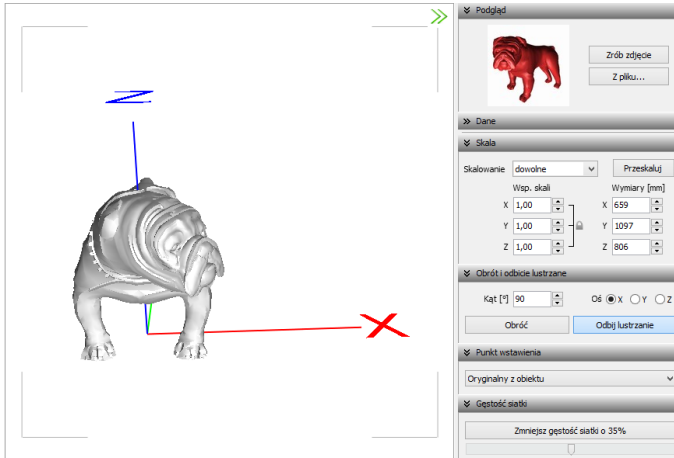 Z
X
Podgląd
Zrób zdjęcie
Z pliku...
Dane
Skala
Skalowanie dowolne Przeskaluj
Wsp. skali Wymiary [mm]
X 1,00 X 659
Y 1,00 Y 1097
Z 1,00 Z 806
Obrót i odbicie lustrzane
Kąt [°] 90 Oś X Y Z
Obróć Odbij lustrzanie
Punkt wstawienia
Oryginalny z obiektu
Gęstość siatki
Zmniejsz gęstość siatki o 35%